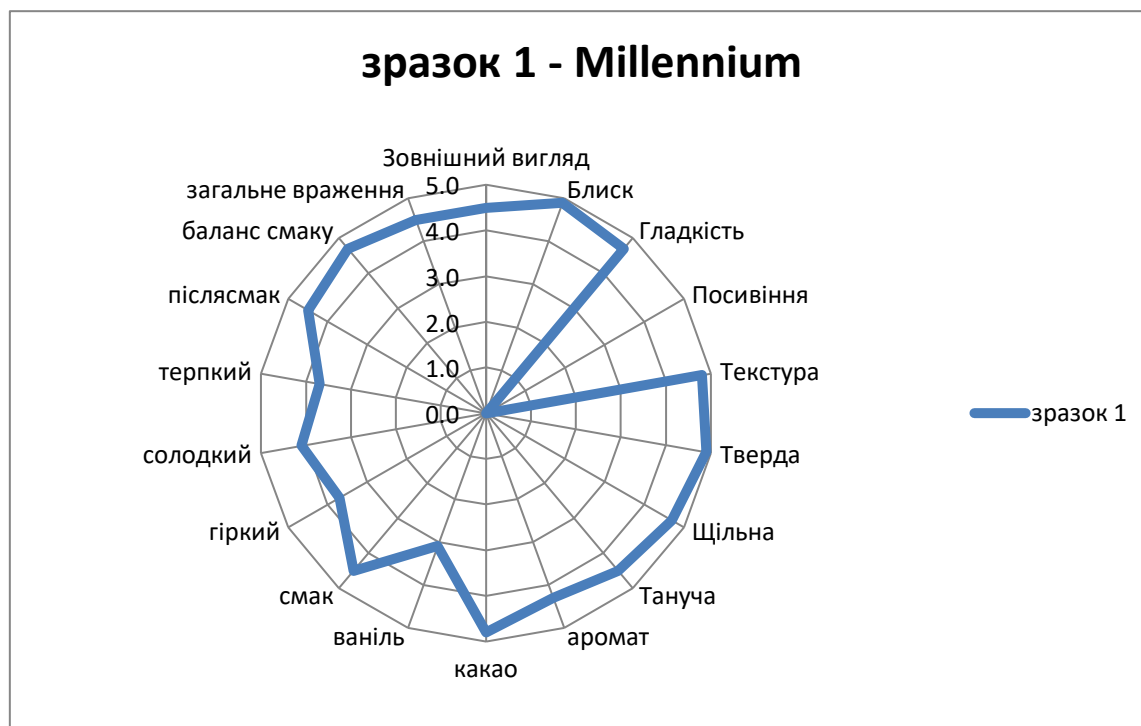 зразок 1 - Millennium
Зовнішний вигляд
Блиск
Гладкість
Посивіння
Текстура
Тверда
Щільна
Тануча
аромат
какао
ваніль
смак
гіркий
солодкий
терпкий
післясмак
баланс смаку
загальне враження
5.0
4.0
3.0
2.0
1.0
0.0
зразок 1